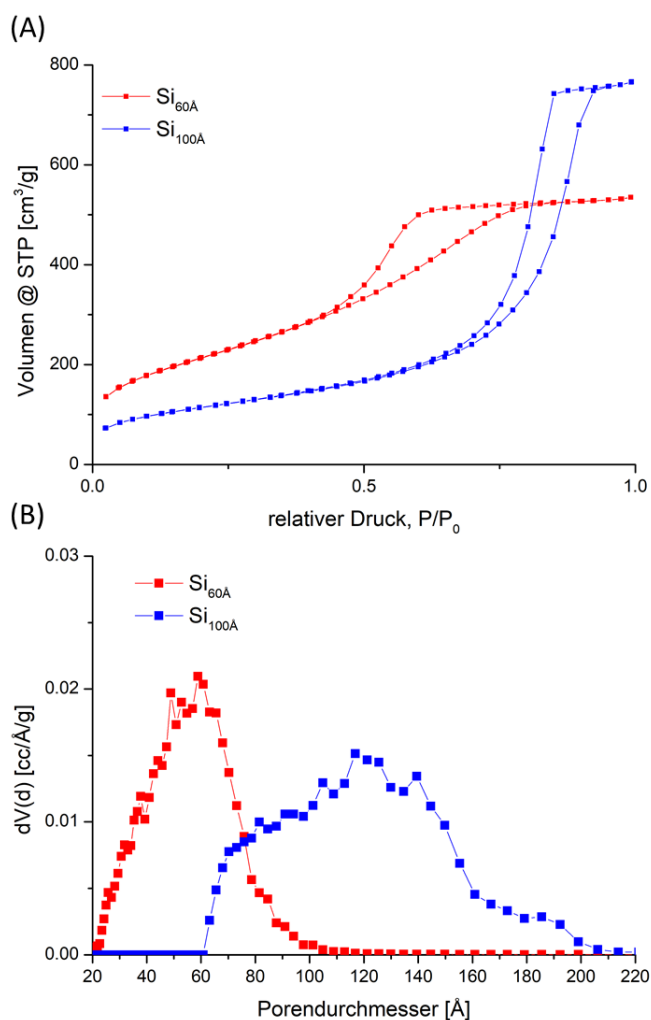 (A)
800
600
400
200
0
Volumen @ STP [cm³/g]
Si60Å
Si100Å
0.0 0.5 1.0
relativer Druck, P/P0
(B)
0.03
0.02
0.01
0.00
dV(d) [cc/Å/g]
Si60Å
Si100Å
20 40 60 80 100 120 140 160 180 200 220
Porendurchmesser [Å]